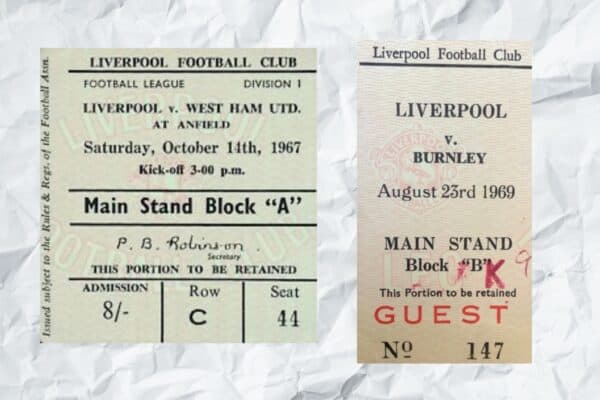 LIVERPOOL FOOTBALL CLUB
FOOTBALL LEAGUE DIVISION 1
LIVERPOOL v. WEST HAM UTD.
AT ANFIELD
Saturday, October 14th, 1967
Kick-off 3-00 p.m.
Main Stand Block "A"
P. B. Robinson.
Secretary
THIS PORTION TO BE RETAINED
ADMISSION Row Seat
8/- C 44
Issued subject to the Rules & Regs. of the Football Assn.
Liverpool Football Club
LIVERPOOL
v.
BURNLEY
August 23rd 1969
MAIN STAND
Block "B" K 9
This Portion to be retained
GUEST
Nº 147